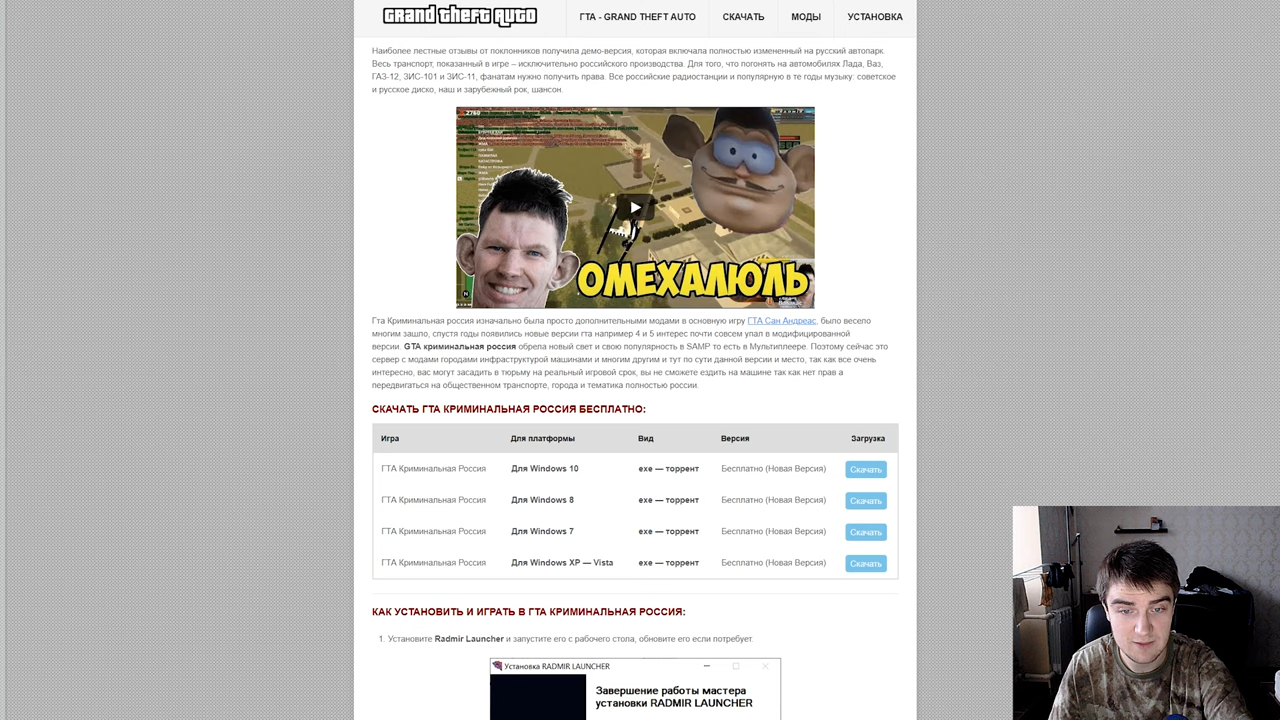 Grand Theft Auto
ГТА - GRAND THEFT AUTO
СКАЧАТЬ
МОДЫ
УСТАНОВКА
Наиболее лестные отзывы от поклонников получила демо-версия, которая включала полностью измененный на русский автопарк.
Весь транспорт, показанный в игре – исключительно российского производства. Для того, что погонять на автомобилях Лада, Ваз,
ГАЗ-12, ЗИС-101 и ЗИС-11, фанатам нужно получить права. Все российские радиостанции и популярную в те годы музыку: советское
и русское диско, наш и зарубежный рок, шансон.
ОМЕХАЛЮЛЬ
Гта Криминальная россия изначально была просто дополнительными модами в основную игру ГТА Сан Андреас, было весело
многим зашло, спустя годы появились новые версии гта например 4 и 5 интерес почти совсем упал в модифицированной
версии. GTA криминальная россия обрела новый свет и свою популярность в SAMP то есть в Мультиплеере. Поэтому сейчас это
сервер с модами городами инфраструктурой машинами и многим другим и тут по сути данной версии и место, так как все очень
интересно, вас могут засадить в тюрьму на реальный игровой срок, вы не сможете ездить на машине так как нет прав а
передвигаться на общественном транспорте, города и тематика полностью россии.
СКАЧАТЬ ГТА КРИМИНАЛЬНАЯ РОССИЯ БЕСПЛАТНО:
Игра Для платформы Вид Версия Загрузка
ГТА Криминальная Россия Для Windows 10 exe — торрент Бесплатно (Новая Версия) Скачать
ГТА Криминальная Россия Для Windows 8 exe — торрент Бесплатно (Новая Версия) Скачать
ГТА Криминальная Россия Для Windows 7 exe — торрент Бесплатно (Новая Версия) Скачать
ГТА Криминальная Россия Для Windows XP — Vista exe — торрент Бесплатно (Новая Версия) Скачать
КАК УСТАНОВИТЬ И ИГРАТЬ В ГТА КРИМИНАЛЬНАЯ РОССИЯ:
1. Установите Radmir Launcher и запустите его с рабочего стола, обновите его если потребует.
Установка RADMIR LAUNCHER
Завершение работы мастера
установки RADMIR LAUNCHER